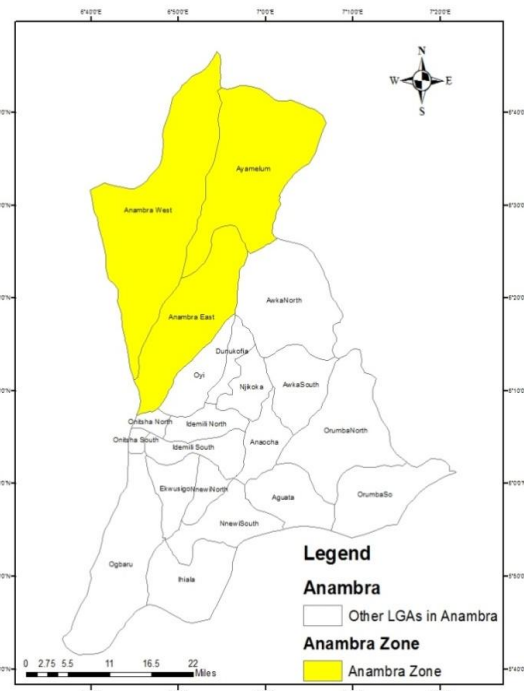 6°40'0"E 6°50'0"E 7°0'0"E 7°10'0"E 7°20'0"E
N
W E
S
Ayamelum
Anambra West
AwkaNorth
Anambra East
Dunukofia
Oyi
Njikoka
AwkaSouth
Onitsha North
Idemili North
OrumbaNorth
Onitsha South
Idemili South
Anaocha
Ekwusigo
NnewiNorth
Aguata
OrumbaSo
NnewiSouth
Ogbaru
Ihiala
Legend
Anambra
Other LGAs in Anambra
Anambra Zone
Anambra Zone
0 2.75 5.5 11 16.5 22
Miles